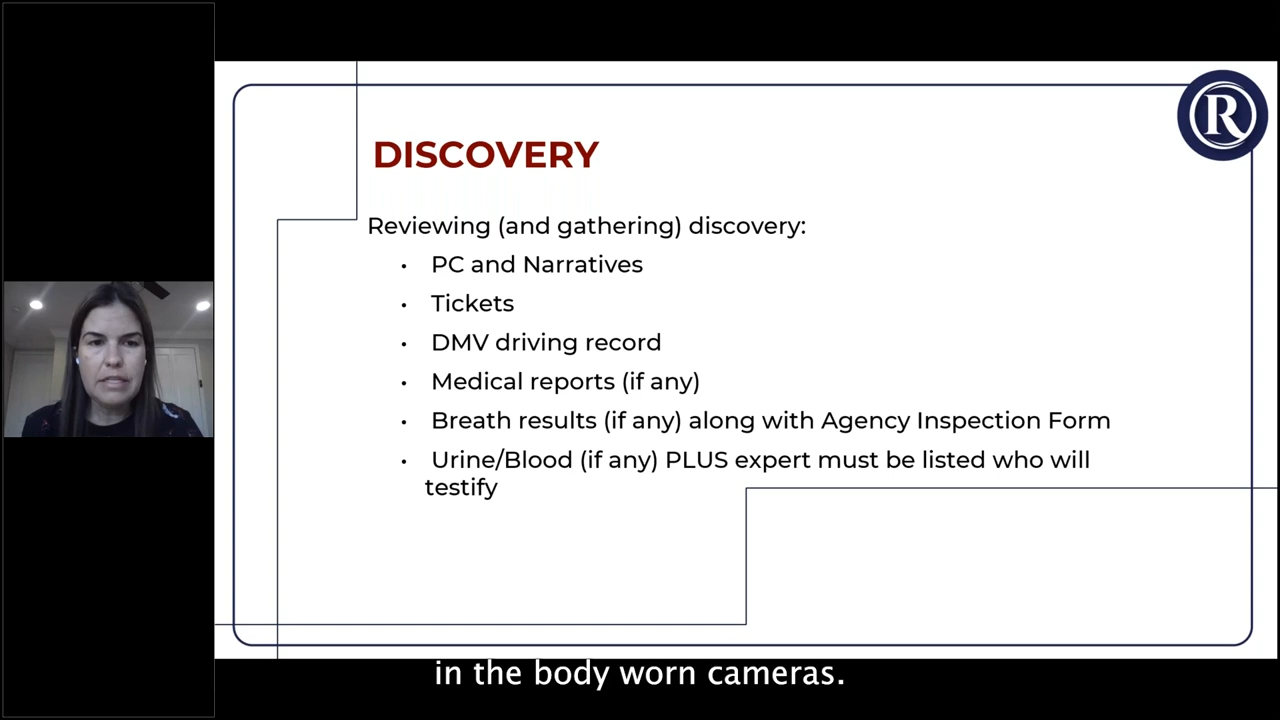 R
DISCOVERY
Reviewing (and gathering) discovery:
• PC and Narratives
• Tickets
• DMV driving record
• Medical reports (if any)
• Breath results (if any) along with Agency Inspection Form
• Urine/Blood (if any) PLUS expert must be listed who will
testify
in the body worn cameras.